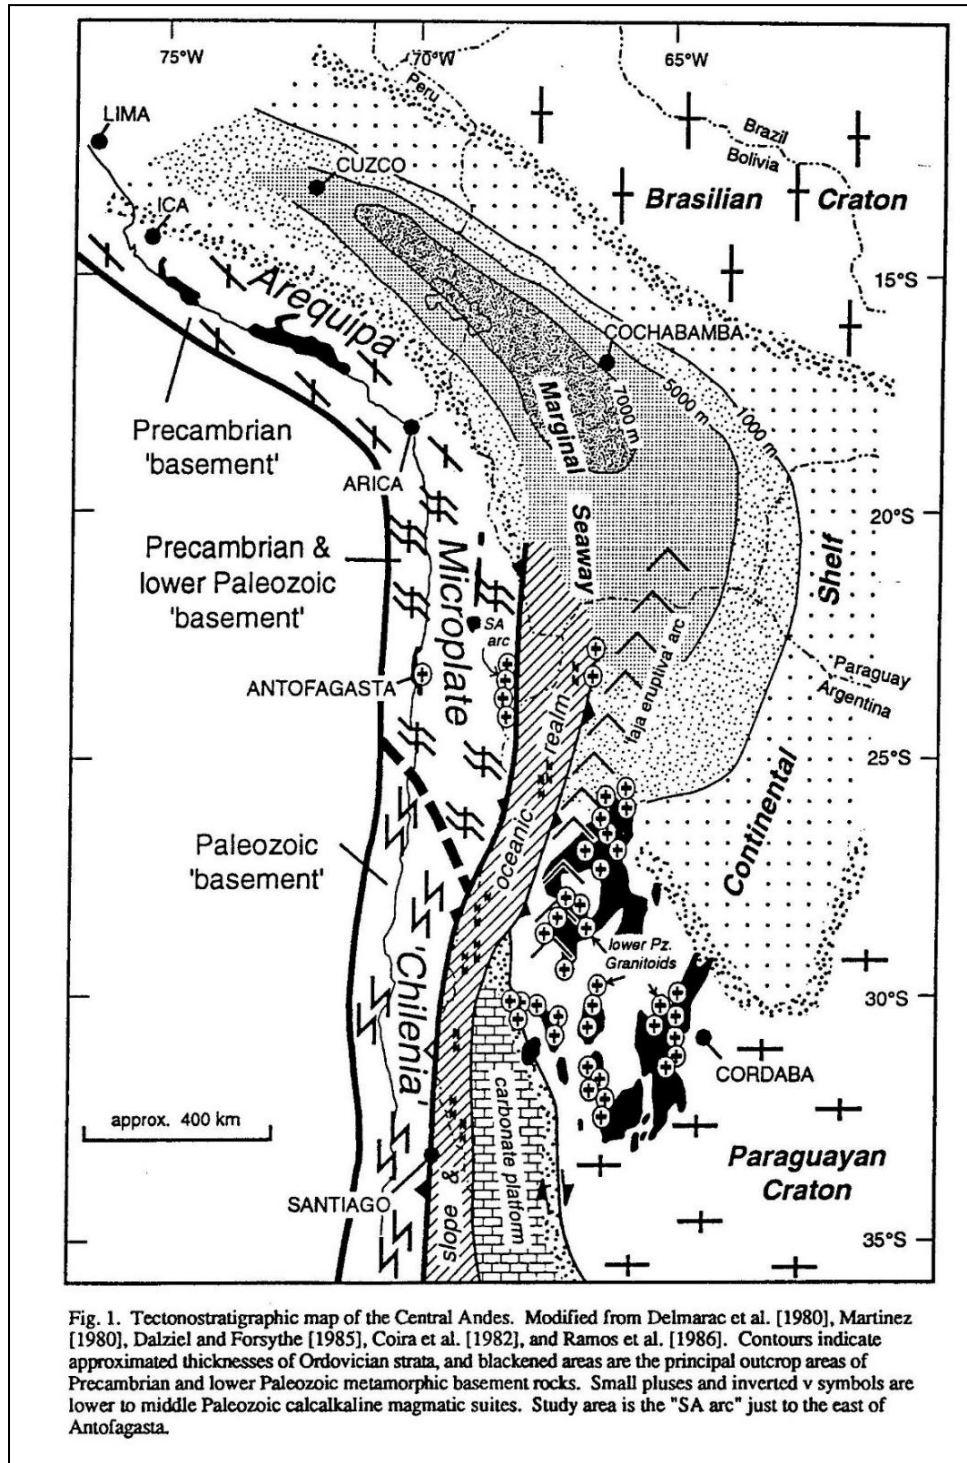 75°W
70°W
65°W
Peru
LIMA
Brazil
Bolivia
CUZCO
Brasilian Craton
ICA
15°S
Arequipa
COCHABAMBA
7000 m
5000 m
1000 m
Marginal
Precambrian
'basement'
ARICA
20°S
Seaway
Shelf
Precambrian &
lower Paleozoic
'basement'
Microplate
SA
arc
ANTOFAGASTA
Paraguay
Argentina
'faja eruptiva arc
realm
25°S
oceanic
Continental
Paleozoic
'basement'
lower Pz.
Granitoids
'Chilenia'
30°S
CORDABA
approx. 400 km
carbonate platform
Paraguayan
Craton
SANTIAGO
slope &
35°S
Fig. 1. Tectonostratigraphic map of the Central Andes. Modified from Delmarac et al. [1980], Martinez
[1980], Dalziel and Forsythe [1985], Coira et al. [1982], and Ramos et al. [1986]. Contours indicate
approximated thicknesses of Ordovician strata, and blackened areas are the principal outcrop areas of
Precambrian and lower Paleozoic metamorphic basement rocks. Small pluses and inverted v symbols are
lower to middle Paleozoic calcalkaline magmatic suites. Study area is the "SA arc" just to the east of
Antofagasta.